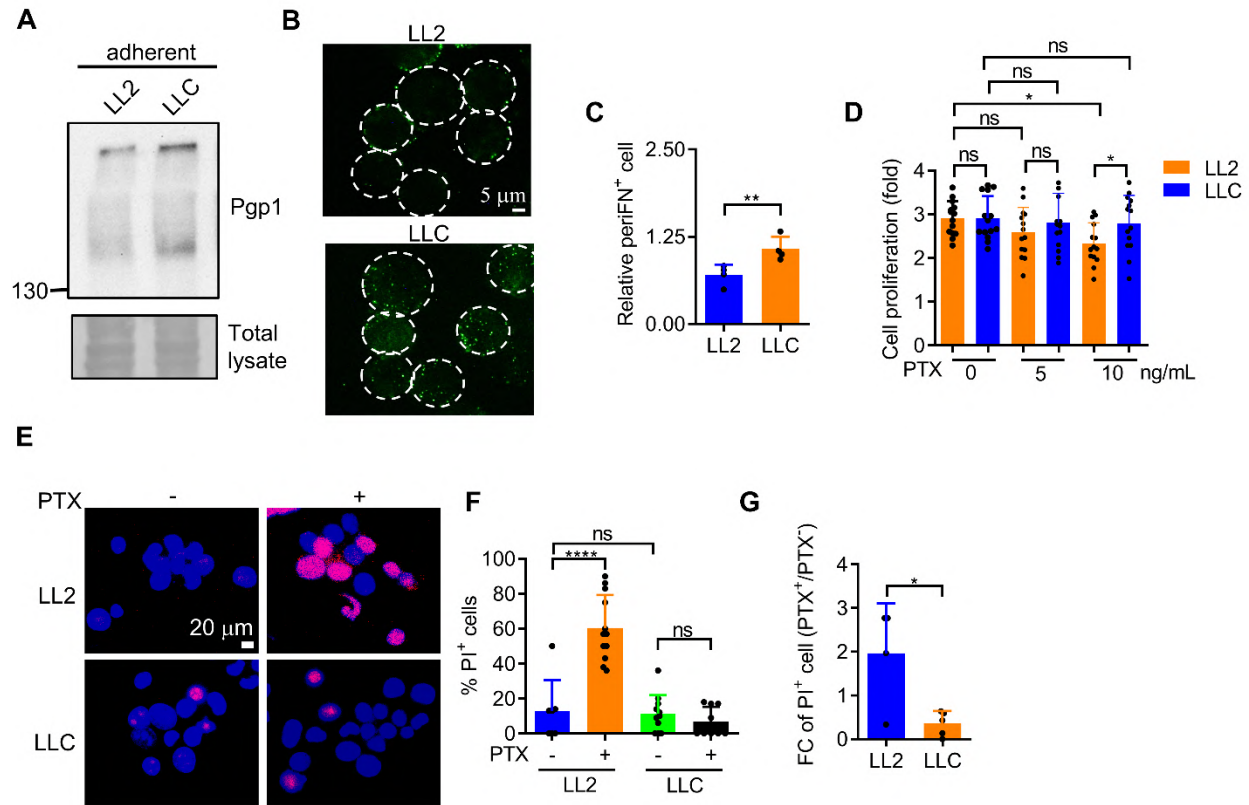 A
adherent
LL2
LLC
Pgp1
130
Total
lysate
B
LL2
5 μm
LLC
C
Relative periFN⁺ cell
2.50
1.25
0.00
**
LL2
LLC
D
ns
ns
*
ns
ns
ns
*
Cell proliferation (fold)
4
3
2
1
0
PTX
0
5
10
ng/mL
LL2
LLC
E
PTX
-
+
LL2
20 μm
LLC
F
% PI⁺ cells
100
80
60
40
20
0
ns
****
ns
PTX
-
+
-
+
LL2
LLC
G
FC of PI⁺ cell (PTX⁺/PTX⁻)
4
3
2
1
0
*
LL2
LLC